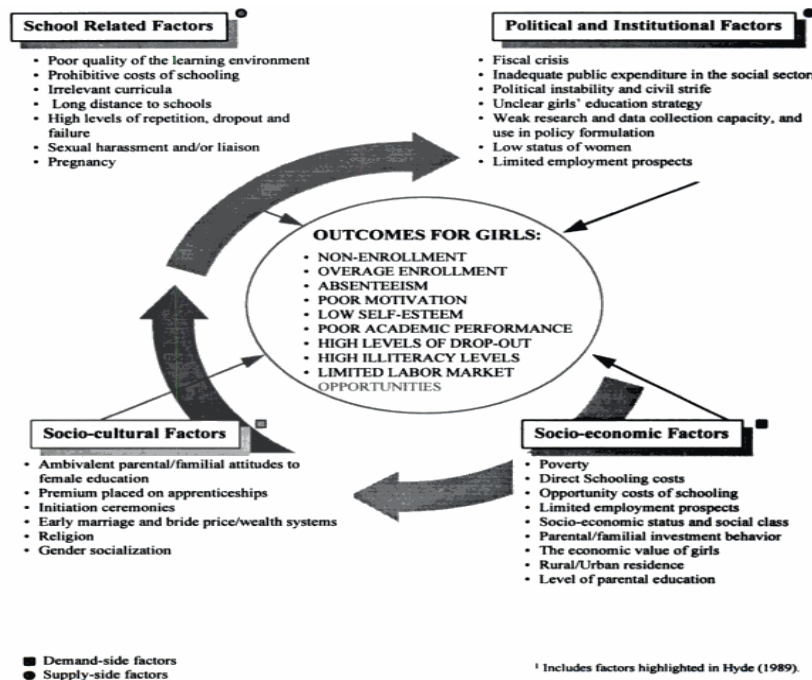 School Related Factors
• Poor quality of the learning environment
• Prohibitive costs of schooling
• Irrelevant curricula
• Long distance to schools
• High levels of repetition, dropout and
failure
• Sexual harassment and/or liaison
• Pregnancy
Political and Institutional Factors
• Fiscal crisis
• Inadequate public expenditure in the social sector
• Political instability and civil strife
• Unclear girls' education strategy
• Weak research and data collection capacity, and
use in policy formulation
• Low status of women
• Limited employment prospects
OUTCOMES FOR GIRLS:
• NON-ENROLLMENT
• OVERAGE ENROLLMENT
• ABSENTEEISM
• POOR MOTIVATION
• LOW SELF-ESTEEM
• POOR ACADEMIC PERFORMANCE
• HIGH LEVELS OF DROP-OUT
• HIGH ILLITERACY LEVELS
• LIMITED LABOR MARKET
OPPORTUNITIES
Socio-cultural Factors
• Ambivalent parental/familial attitudes to
female education
• Premium placed on apprenticeships
• Initiation ceremonies
• Early marriage and bride price/wealth systems
• Religion
• Gender socialization
Socio-economic Factors
• Poverty
• Direct Schooling costs
• Opportunity costs of schooling
• Limited employment prospects
• Socio-economic status and social class
• Parental/familial investment behavior
• The economic value of girls
• Rural/Urban residence
• Level of parental education
■ Demand-side factors
● Supply-side factors
¹ Includes factors highlighted in Hyde (1989).